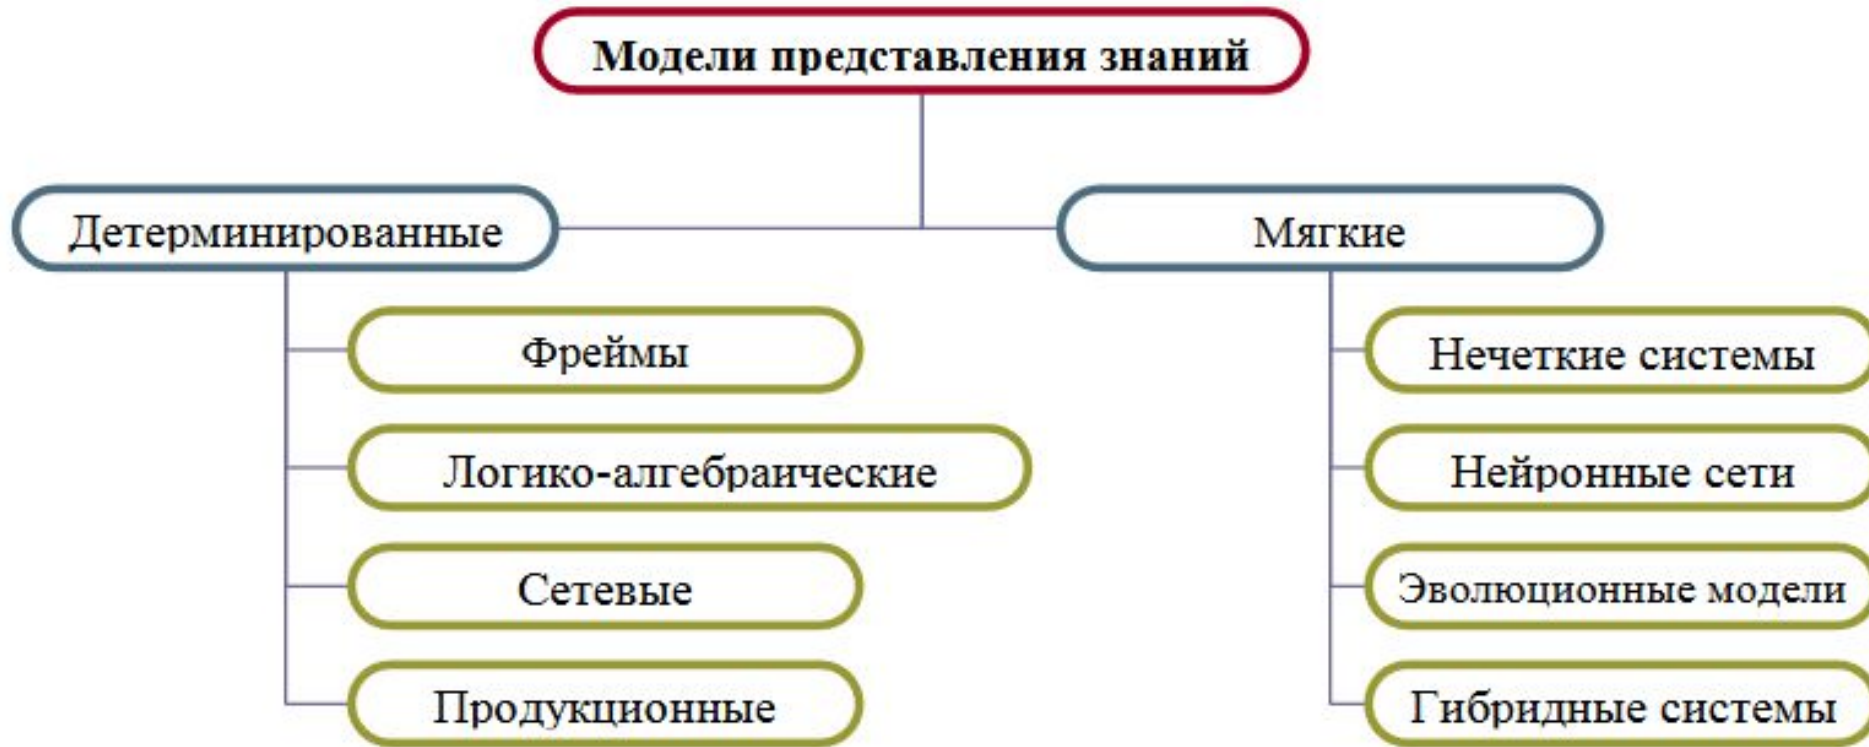 Модели представления знаний
Детерминированные
Мягкие
Фреймы
Логико-алгебраические
Сетевые
Продукционные
Нечеткие системы
Нейронные сети
Эволюционные модели
Гибридные системы